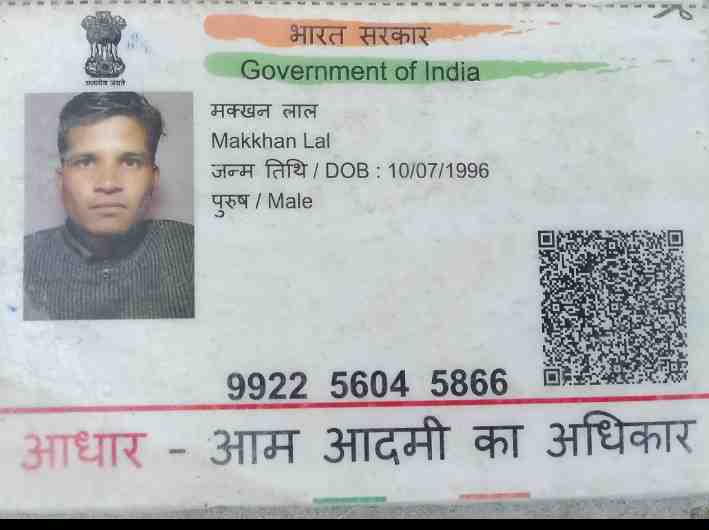 भारत सरकार
Government of India
सत्यमेव जयते
मक्खन लाल
Makkhan Lal
जन्म तिथि / DOB : 10/07/1996
पुरुष / Male
9922 5604 5866
आधार - आम आदमी का अधिकार